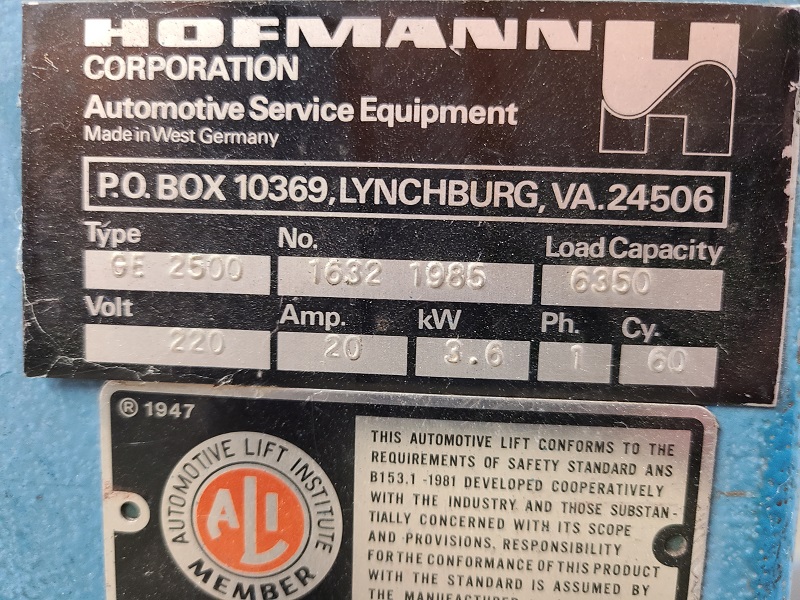 HOFMANN
CORPORATION
Automotive Service Equipment
Made in West Germany
P.O. BOX 10369, LYNCHBURG, VA. 24506
Type No. Load Capacity
GE 2500 1632 1985 6350
Volt Amp. kW Ph. Cy.
220 20 3.6 1 60
® 1947
AUTOMOTIVE LIFT INSTITUTE
ALI
MEMBER
THIS AUTOMOTIVE LIFT CONFORMS TO THE
REQUIREMENTS OF SAFETY STANDARD ANS
B153.1 -1981 DEVELOPED COOPERATIVELY
WITH THE INDUSTRY AND THOSE SUBSTAN-
TIALLY CONCERNED WITH ITS SCOPE
AND PROVISIONS. RESPONSIBILITY
FOR THE CONFORMANCE OF THIS PRODUCT
WITH THE STANDARD IS ASSUMED BY
THE MANUFACTURER